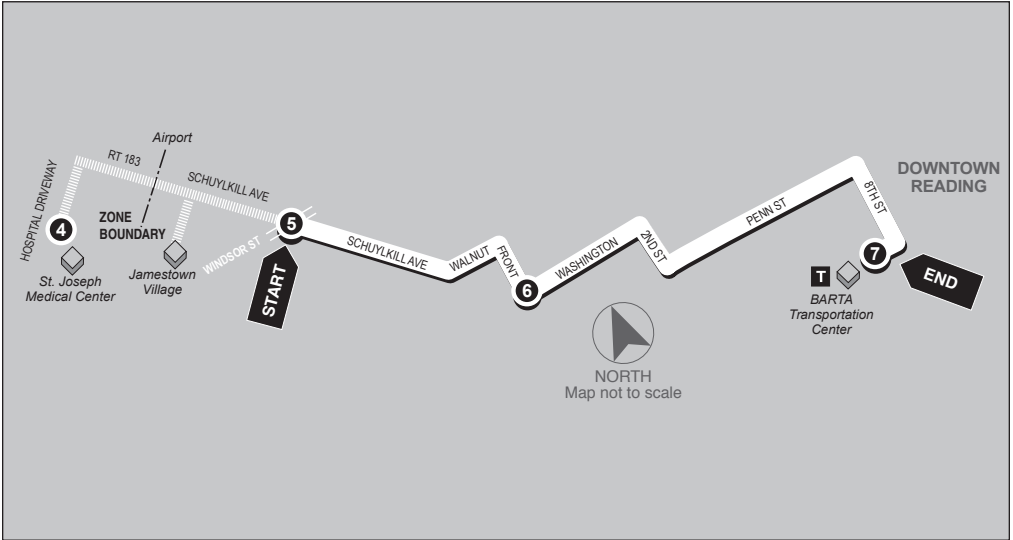 Airport
RT 183
SCHUYLKILL AVE
HOSPITAL DRIVEWAY
ZONE
BOUNDARY
4
St. Joseph
Medical Center
Jamestown
Village
WINDSOR ST
5
START
SCHUYLKILL AVE
WALNUT
FRONT
6
WASHINGTON
2ND ST
PENN ST
8TH ST
DOWNTOWN
READING
7
END
T
BARTA
Transportation
Center
NORTH
Map not to scale